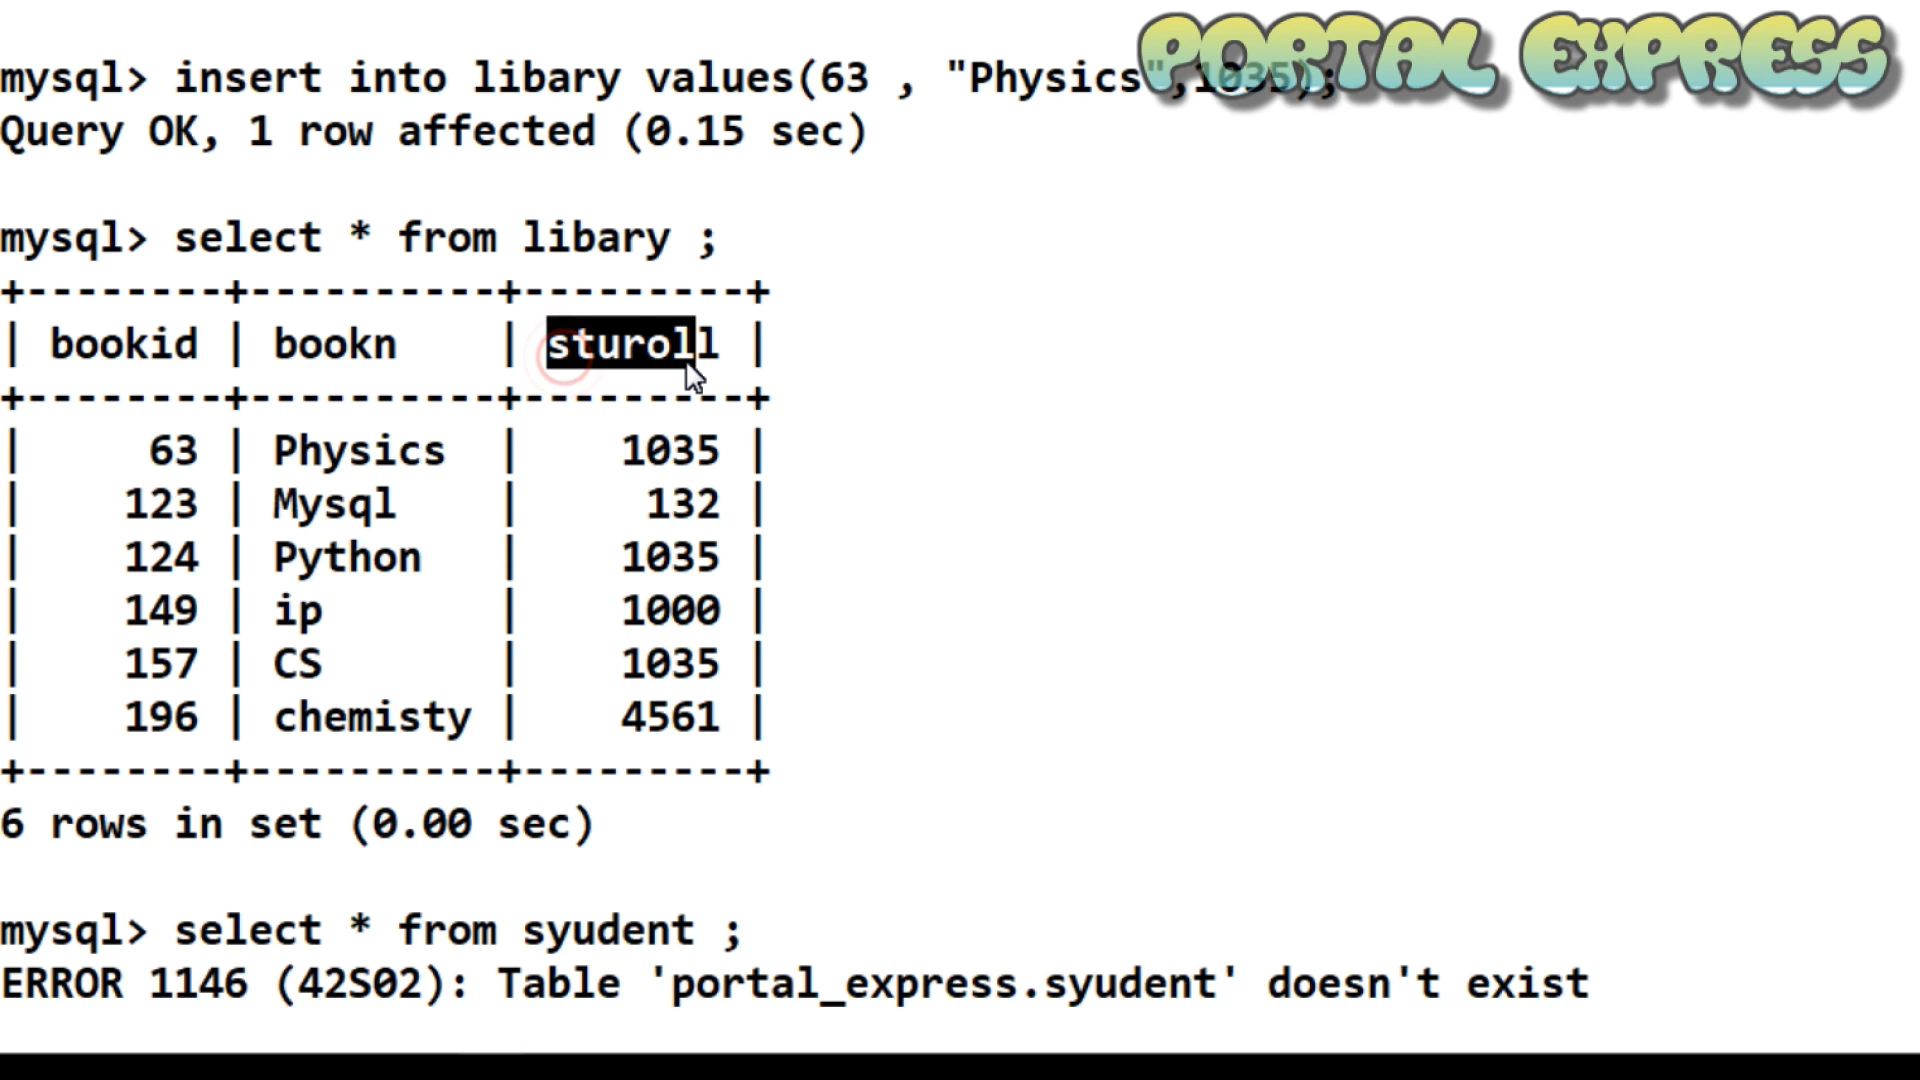 PORTAL EXPRESS
mysql> insert into libary values(63 , "Physics",1035);
Query OK, 1 row affected (0.15 sec)
mysql> select * from libary ;
+--------+----------+---------+
| bookid | bookn    | sturoll |
+--------+----------+---------+
|     63 | Physics  |    1035 |
|    123 | Mysql    |     132 |
|    124 | Python   |    1035 |
|    149 | ip       |    1000 |
|    157 | CS       |    1035 |
|    196 | chemisty |    4561 |
+--------+----------+---------+
6 rows in set (0.00 sec)
mysql> select * from syudent ;
ERROR 1146 (42S02): Table 'portal_express.syudent' doesn't exist